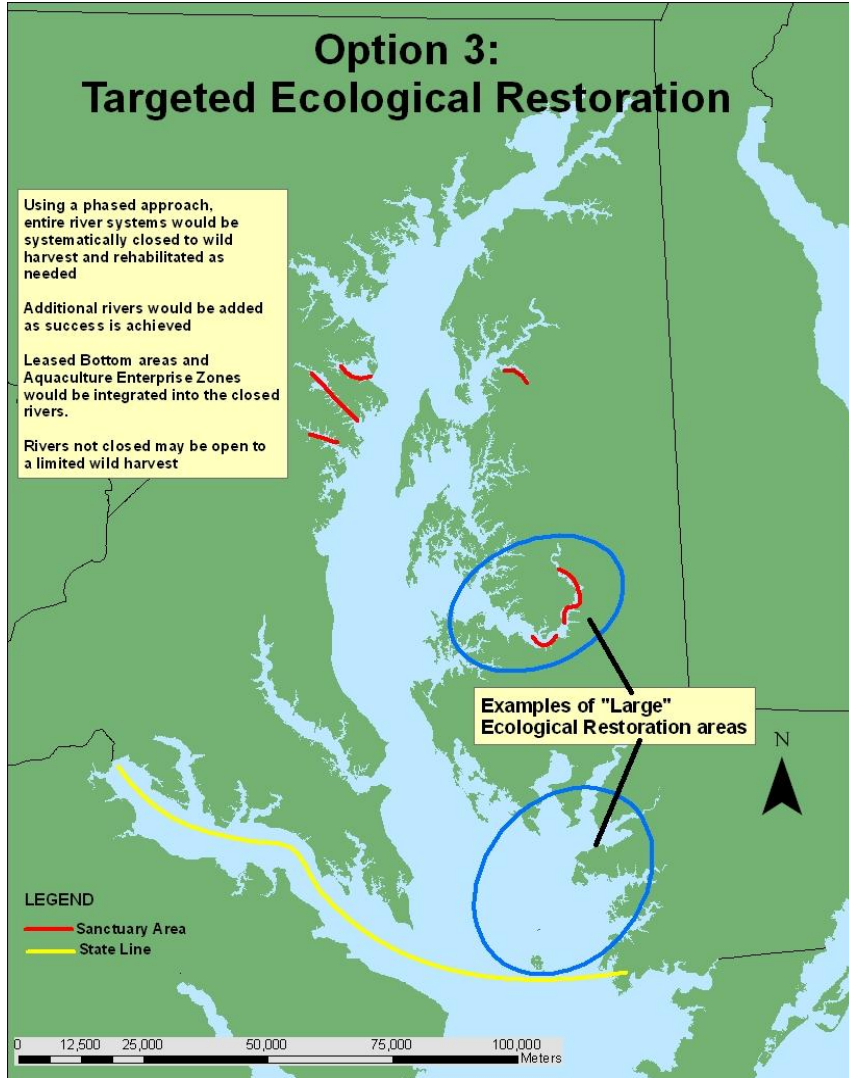 Option 3:
Targeted Ecological Restoration
Using a phased approach,
entire river systems would be
systematically closed to wild
harvest and rehabilitated as
needed
Additional rivers would be added
as success is achieved
Leased Bottom areas and
Aquaculture Enterprise Zones
would be integrated into the closed
rivers.
Rivers not closed may be open to
a limited wild harvest
Examples of "Large"
Ecological Restoration areas
N
LEGEND
Sanctuary Area
State Line
0 12,500 25,000 50,000 75,000 100,000
Meters